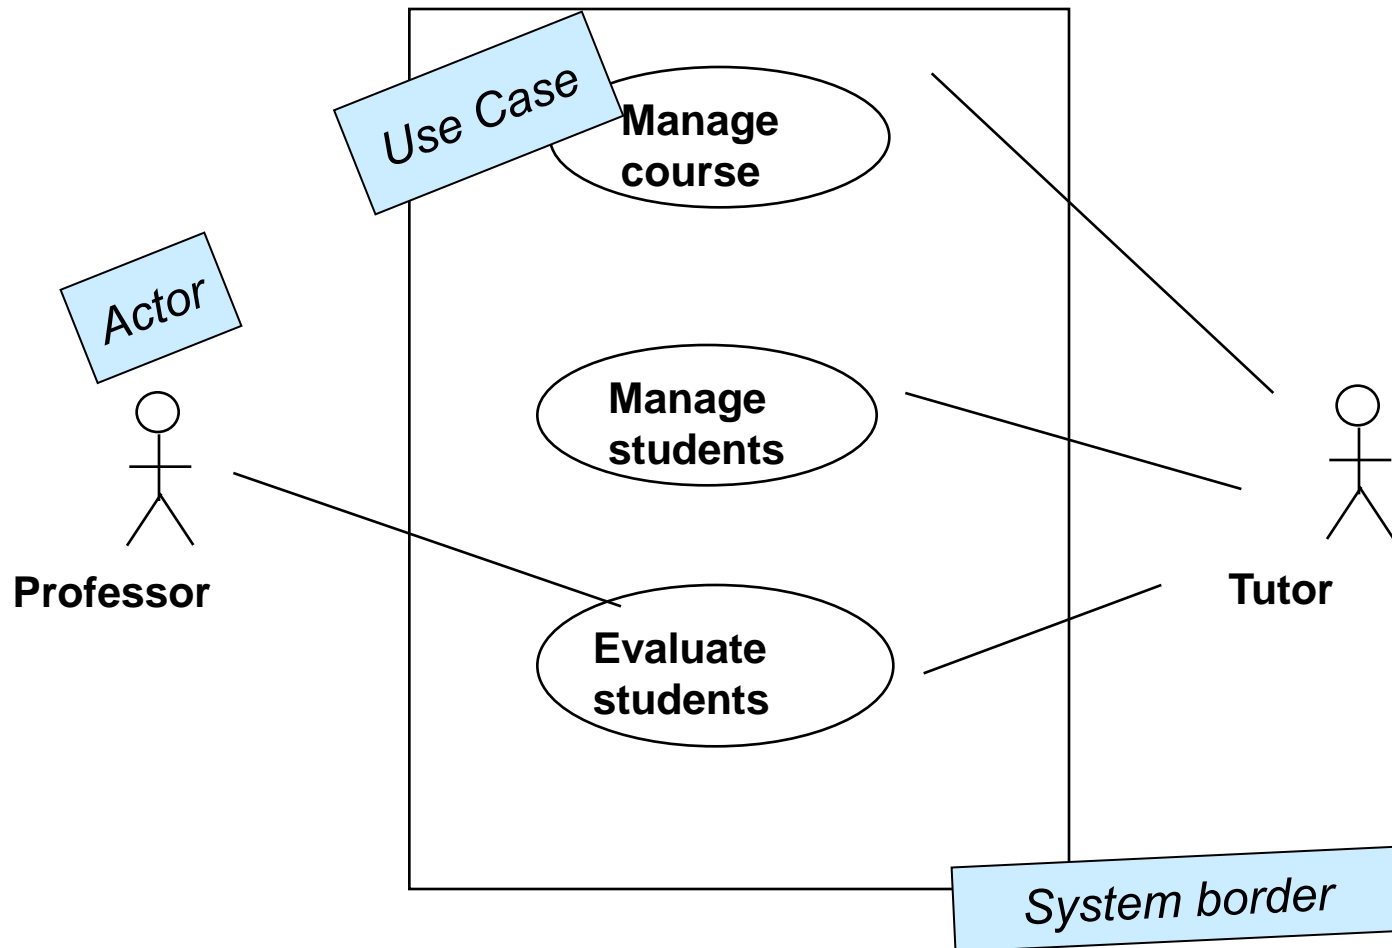 Use Case
Manage
course
Actor
Manage
students
Professor
Tutor
Evaluate
students
System border